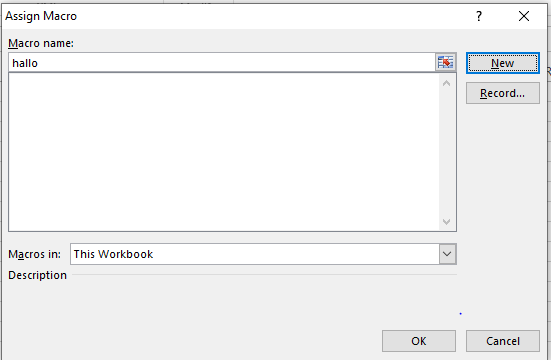 Assign Macro
? ×
Macro name:
hallo
New
Record...
Macros in:
This Workbook
Description
OK
Cancel